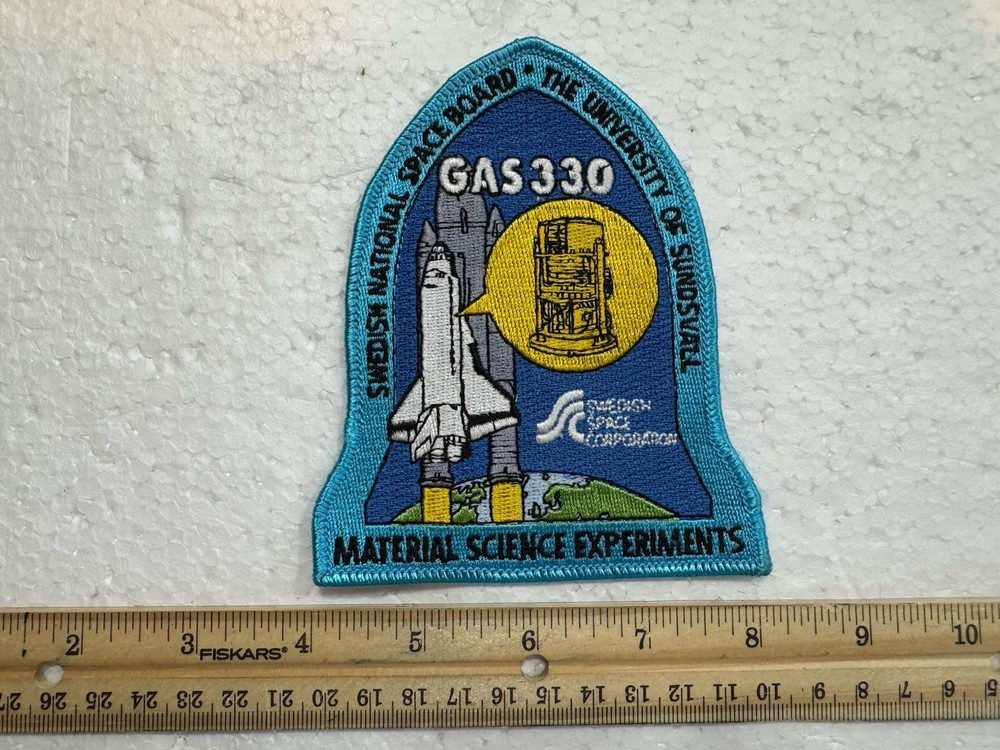 SWEDISH NATIONAL SPACE BOARD • THE UNIVERSITY OF SUNDSVALL
GAS 330
SWEDISH
SPACE
CORPORATION
MATERIAL SCIENCE EXPERIMENTS
2 3 FISKARS® 4 5 6 7 8 9 10
27 26 25 24 23 22 21 20 19 18 17 16 15 14 13 12 11 10 9 8 7 6 5